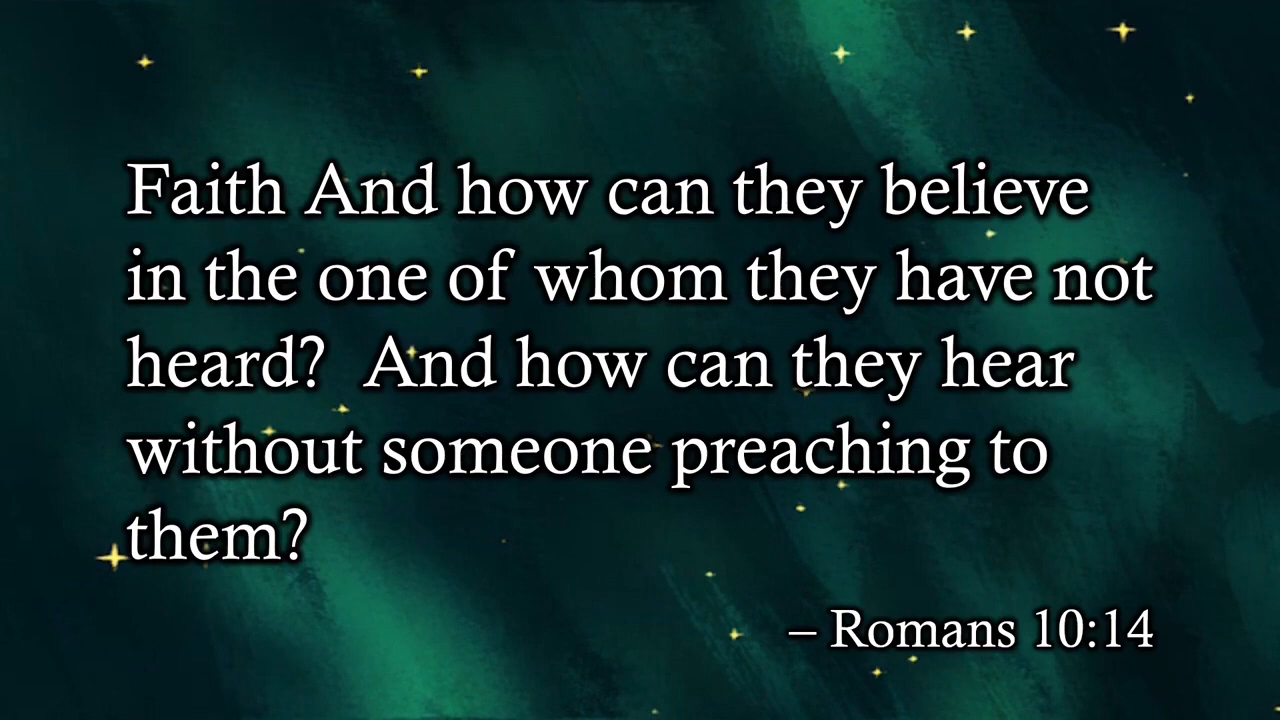 Faith And how can they believe
in the one of whom they have not
heard?  And how can they hear
without someone preaching to
them?
– Romans 10:14